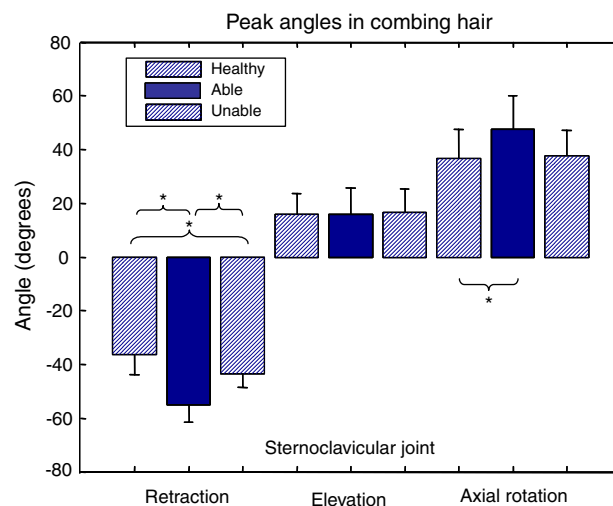 Peak angles in combing hair
80
60
40
20
0
-20
-40
-60
-80
Angle (degrees)
Healthy
Able
Unable
*
*
*
*
Sternoclavicular joint
Retraction
Elevation
Axial rotation